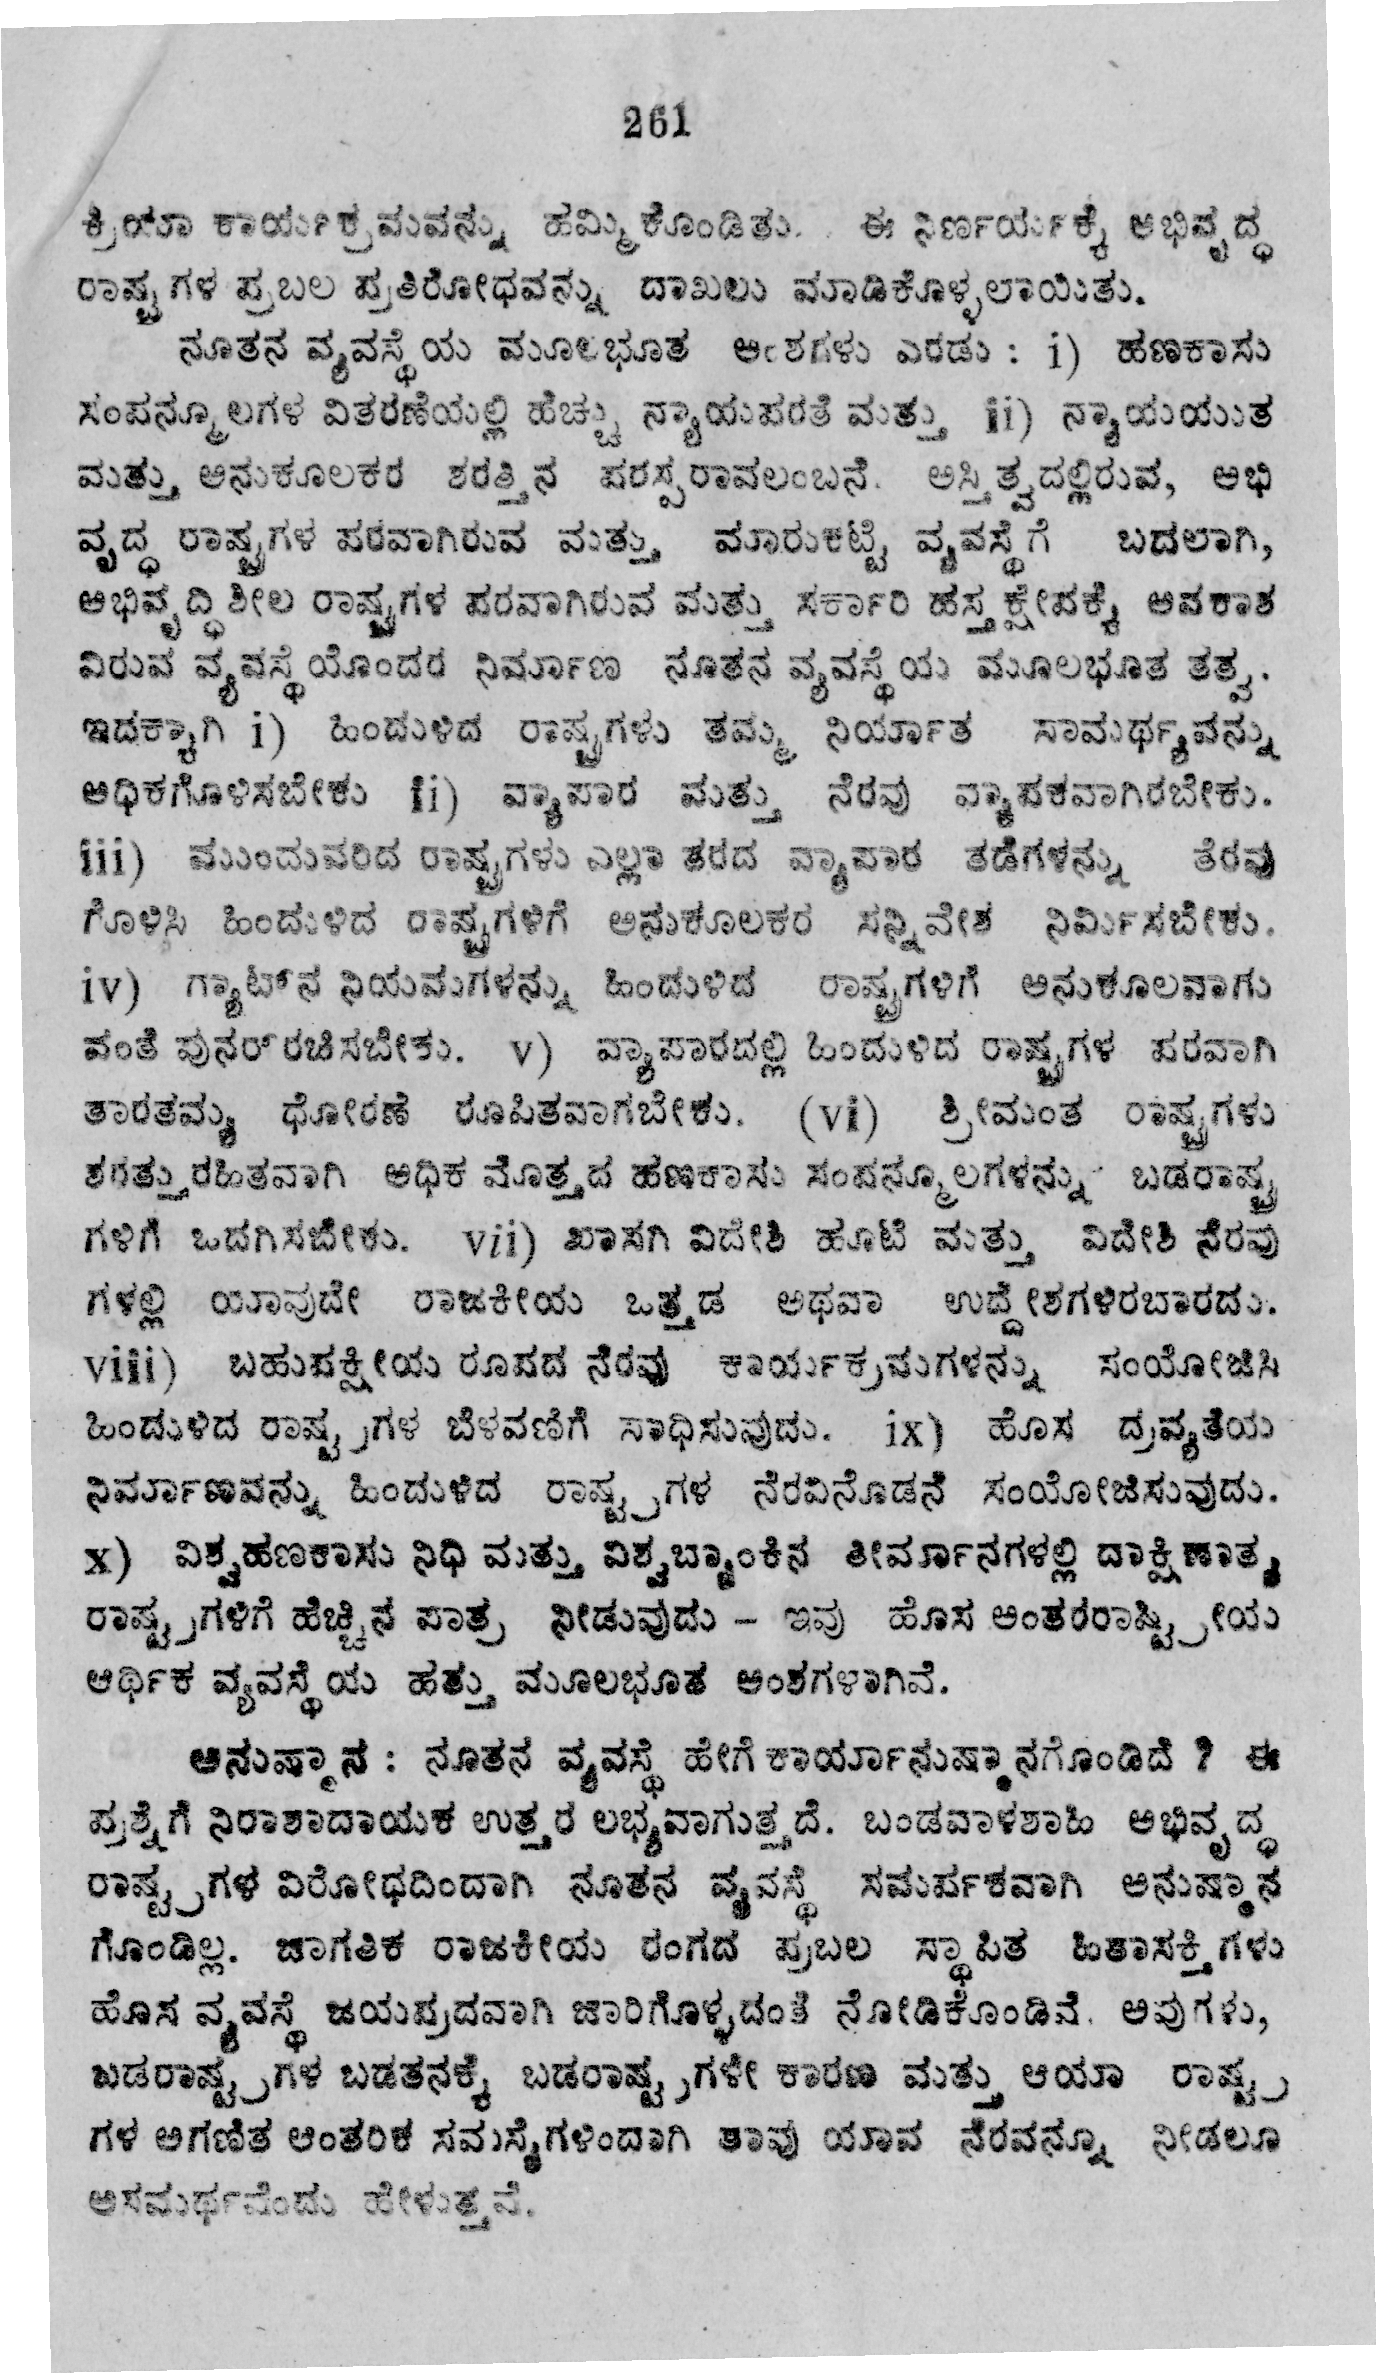 261
ಕ್ರಿಯಾ ಕಾರ್ಯಕ್ರಮವನ್ನು ಹಮ್ಮಿಕೊಂಡಿತು. ಈ ನಿರ್ಣಯಕ್ಕೆ ಅಭಿವೃದ್ಧ
ರಾಷ್ಟ್ರಗಳ ಪ್ರಬಲ ಪ್ರತಿರೋಧವನ್ನು ದಾಖಲು ಮಾಡಿಕೊಳ್ಳಲಾಯಿತು.
ನೂತನ ವ್ಯವಸ್ಥೆಯ ಮೂಲಭೂತ ಅಂಶಗಳು ಎರಡು : i) ಹಣಕಾಸು
ಸಂಪನ್ಮೂಲಗಳ ವಿತರಣೆಯಲ್ಲಿ ಹೆಚ್ಚು ನ್ಯಾಯಪರತೆ ಮತ್ತು ii) ನ್ಯಾಯಯುತ
ಮತ್ತು ಅನುಕೂಲಕರ ಶರತ್ತಿನ ಪರಸ್ಪರಾವಲಂಬನೆ. ಅಸ್ತಿತ್ವದಲ್ಲಿರುವ, ಅಭಿ
ವೃದ್ಧ ರಾಷ್ಟ್ರಗಳ ಪರವಾಗಿರುವ ಮತ್ತು ಮಾರುಕಟ್ಟೆ ವ್ಯವಸ್ಥೆಗೆ ಬದಲಾಗಿ,
ಅಭಿವೃದ್ಧಿಶೀಲ ರಾಷ್ಟ್ರಗಳ ಪರವಾಗಿರುವ ಮತ್ತು ಸರ್ಕಾರಿ ಹಸ್ತಕ್ಷೇಪಕ್ಕೆ ಅವಕಾಶ
ವಿರುವ ವ್ಯವಸ್ಥೆಯೊಂದರ ನಿರ್ಮಾಣ ನೂತನ ವ್ಯವಸ್ಥೆಯ ಮೂಲಭೂತ ತತ್ವ.
ಇದಕ್ಕಾಗಿ i) ಹಿಂದುಳಿದ ರಾಷ್ಟ್ರಗಳು ತಮ್ಮ ನಿರ್ಯಾತ ಸಾಮರ್ಥ್ಯವನ್ನು
ಅಧಿಕಗೊಳಿಸಬೇಕು ii) ವ್ಯಾಪಾರ ಮತ್ತು ನೆರವು ವ್ಯಾಪಕವಾಗಿರಬೇಕು.
iii) ಮುಂದುವರಿದ ರಾಷ್ಟ್ರಗಳು ಎಲ್ಲಾ ತರದ ವ್ಯಾಪಾರ ತಡೆಗಳನ್ನು ತೆರವು
ಗೊಳಿಸಿ ಹಿಂದುಳಿದ ರಾಷ್ಟ್ರಗಳಿಗೆ ಅನುಕೂಲಕರ ಸನ್ನಿವೇಶ ನಿರ್ಮಿಸಬೇಕು.
iv) ಗ್ಯಾಟ್‌ನ ನಿಯಮಗಳನ್ನು ಹಿಂದುಳಿದ ರಾಷ್ಟ್ರಗಳಿಗೆ ಅನುಕೂಲವಾಗು
ವಂತೆ ಪುನರ್‌ರಚಿಸಬೇಕು. v) ವ್ಯಾಪಾರದಲ್ಲಿ ಹಿಂದುಳಿದ ರಾಷ್ಟ್ರಗಳ ಪರವಾಗಿ
ತಾರತಮ್ಯ ಧೋರಣೆ ರೂಪಿತವಾಗಬೇಕು. (vi) ಶ್ರೀಮಂತ ರಾಷ್ಟ್ರಗಳು
ಶರತ್ತುರಹಿತವಾಗಿ ಅಧಿಕ ಮೊತ್ತದ ಹಣಕಾಸು ಸಂಪನ್ಮೂಲಗಳನ್ನು ಬಡರಾಷ್ಟ್ರ
ಗಳಿಗೆ ಒದಗಿಸಬೇಕು. vii) ಖಾಸಗಿ ವಿದೇಶಿ ಹೂಟೆ ಮತ್ತು ವಿದೇಶಿ ನೆರವು
ಗಳಲ್ಲಿ ಯಾವುದೇ ರಾಜಕೀಯ ಒತ್ತಡ ಅಥವಾ ಉದ್ದೇಶಗಳಿರಬಾರದು.
viii) ಬಹುಪಕ್ಷೀಯ ರೂಪದ ನೆರವು ಕಾರ್ಯಕ್ರಮಗಳನ್ನು ಸಂಯೋಜಿಸಿ
ಹಿಂದುಳಿದ ರಾಷ್ಟ್ರಗಳ ಬೆಳವಣಿಗೆ ಸಾಧಿಸುವುದು. ix) ಹೊಸ ದ್ರವ್ಯತೆಯ
ನಿರ್ಮಾಣವನ್ನು ಹಿಂದುಳಿದ ರಾಷ್ಟ್ರಗಳ ನೆರವಿನೊಡನೆ ಸಂಯೋಜಿಸುವುದು.
x) ವಿಶ್ವಹಣಕಾಸು ನಿಧಿ ಮತ್ತು ವಿಶ್ವಬ್ಯಾಂಕಿನ ತೀರ್ಮಾನಗಳಲ್ಲಿ ದಾಕ್ಷಿಣಾತ್ಯ
ರಾಷ್ಟ್ರಗಳಿಗೆ ಹೆಚ್ಚಿನ ಪಾತ್ರ ನೀಡುವುದು – ಇವು ಹೊಸ ಅಂತರರಾಷ್ಟ್ರೀಯ
ಆರ್ಥಿಕ ವ್ಯವಸ್ಥೆಯ ಹತ್ತು ಮೂಲಭೂತ ಅಂಶಗಳಾಗಿವೆ.
ಅನುಷ್ಠಾನ : ನೂತನ ವ್ಯವಸ್ಥೆ ಹೇಗೆ ಕಾರ್ಯಾನುಷ್ಠಾನಗೊಂಡಿದೆ ? ಈ
ಪ್ರಶ್ನೆಗೆ ನಿರಾಶಾದಾಯಕ ಉತ್ತರ ಲಭ್ಯವಾಗುತ್ತದೆ. ಬಂಡವಾಳಶಾಹಿ ಅಭಿವೃದ್ಧ
ರಾಷ್ಟ್ರಗಳ ವಿರೋಧದಿಂದಾಗಿ ನೂತನ ವ್ಯವಸ್ಥೆ ಸಮರ್ಪಕವಾಗಿ ಅನುಷ್ಠಾನ
ಗೊಂಡಿಲ್ಲ. ಜಾಗತಿಕ ರಾಜಕೀಯ ರಂಗದ ಪ್ರಬಲ ಸ್ಥಾಪಿತ ಹಿತಾಸಕ್ತಿಗಳು
ಹೊಸ ವ್ಯವಸ್ಥೆ ಜಯಪ್ರದವಾಗಿ ಜಾರಿಗೊಳ್ಳದಂತೆ ನೋಡಿಕೊಂಡಿವೆ. ಅವುಗಳು,
ಬಡರಾಷ್ಟ್ರಗಳ ಬಡತನಕ್ಕೆ ಬಡರಾಷ್ಟ್ರಗಳೇ ಕಾರಣ ಮತ್ತು ಆಯಾ ರಾಷ್ಟ್ರ
ಗಳ ಅಗಣಿತ ಆಂತರಿಕ ಸಮಸ್ಯೆಗಳಿಂದಾಗಿ ತಾವು ಯಾವ ನೆರವನ್ನೂ ನೀಡಲೂ
ಅಸಮರ್ಥವೆಂದು ಹೇಳುತ್ತವೆ.